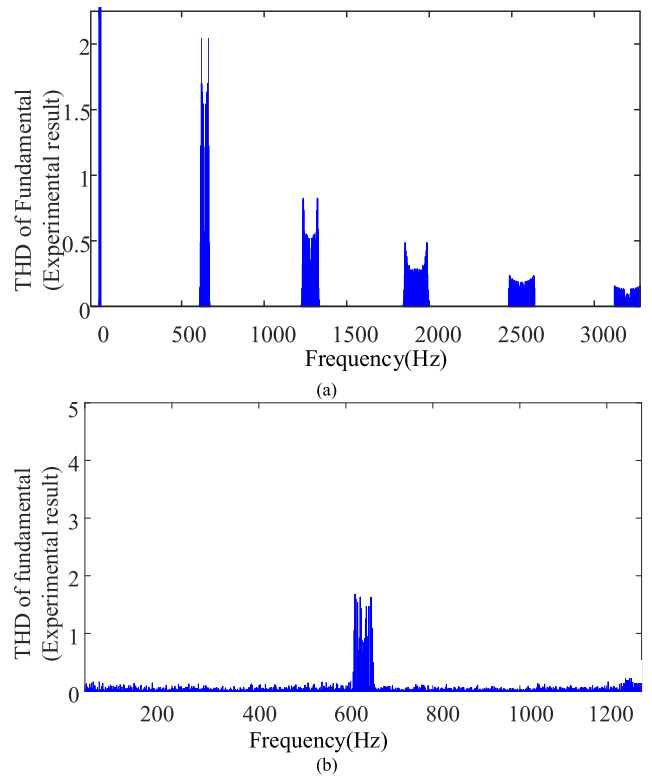 THD of Fundamental
(Experimental result)
2
1.5
1
0.5
0
0 500 1000 1500 2000 2500 3000
Frequency(Hz)
(a)
THD of fundamental
(Experimental result)
5
4
3
2
1
0
200 400 600 800 1000 1200
Frequency(Hz)
(b)